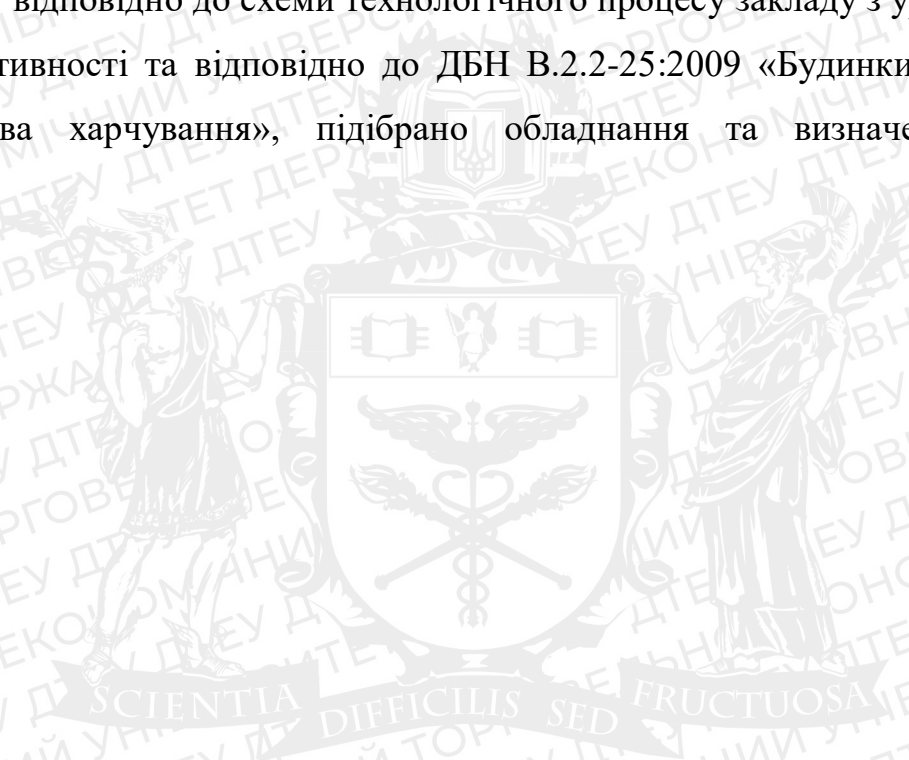 відповідно до схеми технологічного процесу закладу з
тивності та відповідно до ДБН В.2.2-25:2009 «Будинки
ва харчування», підібрано обладнання та визначе
SCIENTIA DIFFICILIS SED FRUCTUOSA